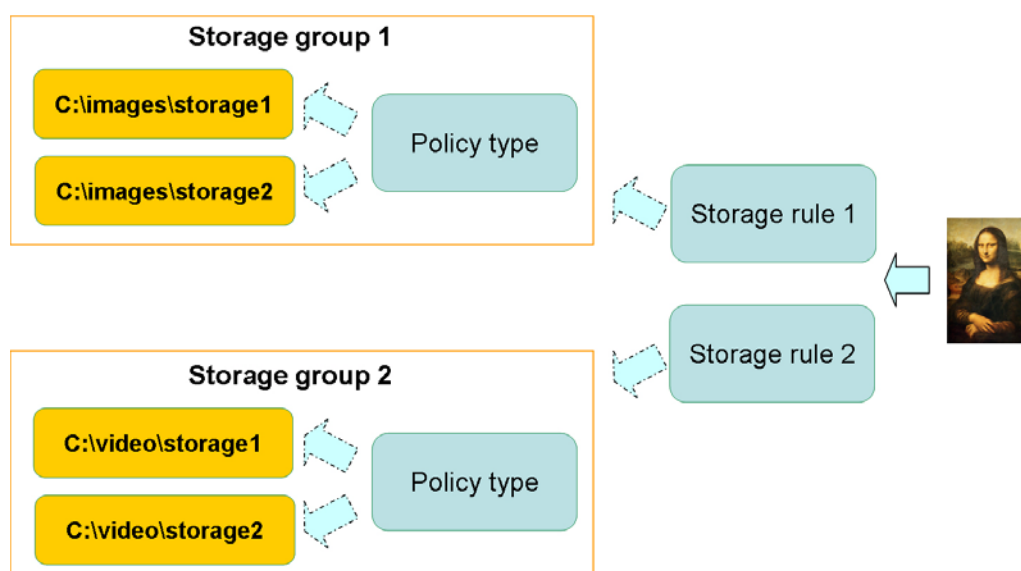 Storage group 1
C:\images\storage1
C:\images\storage2
Policy type
Storage rule 1
Storage rule 2
Storage group 2
C:\video\storage1
C:\video\storage2
Policy type